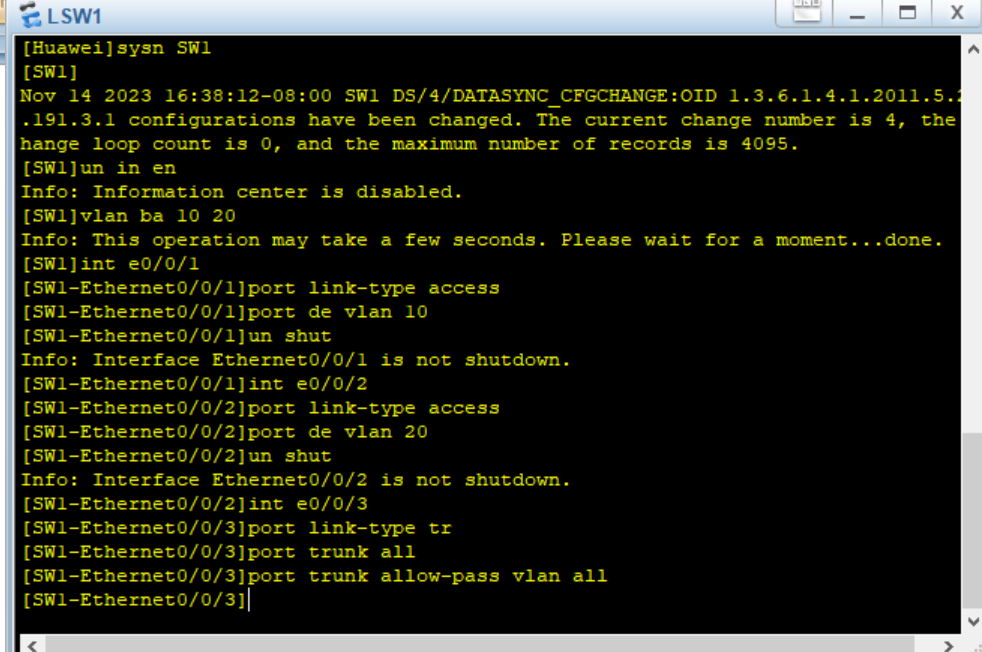 LSW1
[Huawei]sysn SW1
[SW1]
Nov 14 2023 16:38:12-08:00 SW1 DS/4/DATASYNC_CFGCHANGE:OID 1.3.6.1.4.1.2011.5.2
.191.3.1 configurations have been changed. The current change number is 4, the
hange loop count is 0, and the maximum number of records is 4095.
[SW1]un in en
Info: Information center is disabled.
[SW1]vlan ba 10 20
Info: This operation may take a few seconds. Please wait for a moment...done.
[SW1]int e0/0/1
[SW1-Ethernet0/0/1]port link-type access
[SW1-Ethernet0/0/1]port de vlan 10
[SW1-Ethernet0/0/1]un shut
Info: Interface Ethernet0/0/1 is not shutdown.
[SW1-Ethernet0/0/1]int e0/0/2
[SW1-Ethernet0/0/2]port link-type access
[SW1-Ethernet0/0/2]port de vlan 20
[SW1-Ethernet0/0/2]un shut
Info: Interface Ethernet0/0/2 is not shutdown.
[SW1-Ethernet0/0/2]int e0/0/3
[SW1-Ethernet0/0/3]port link-type tr
[SW1-Ethernet0/0/3]port trunk all
[SW1-Ethernet0/0/3]port trunk allow-pass vlan all
[SW1-Ethernet0/0/3]